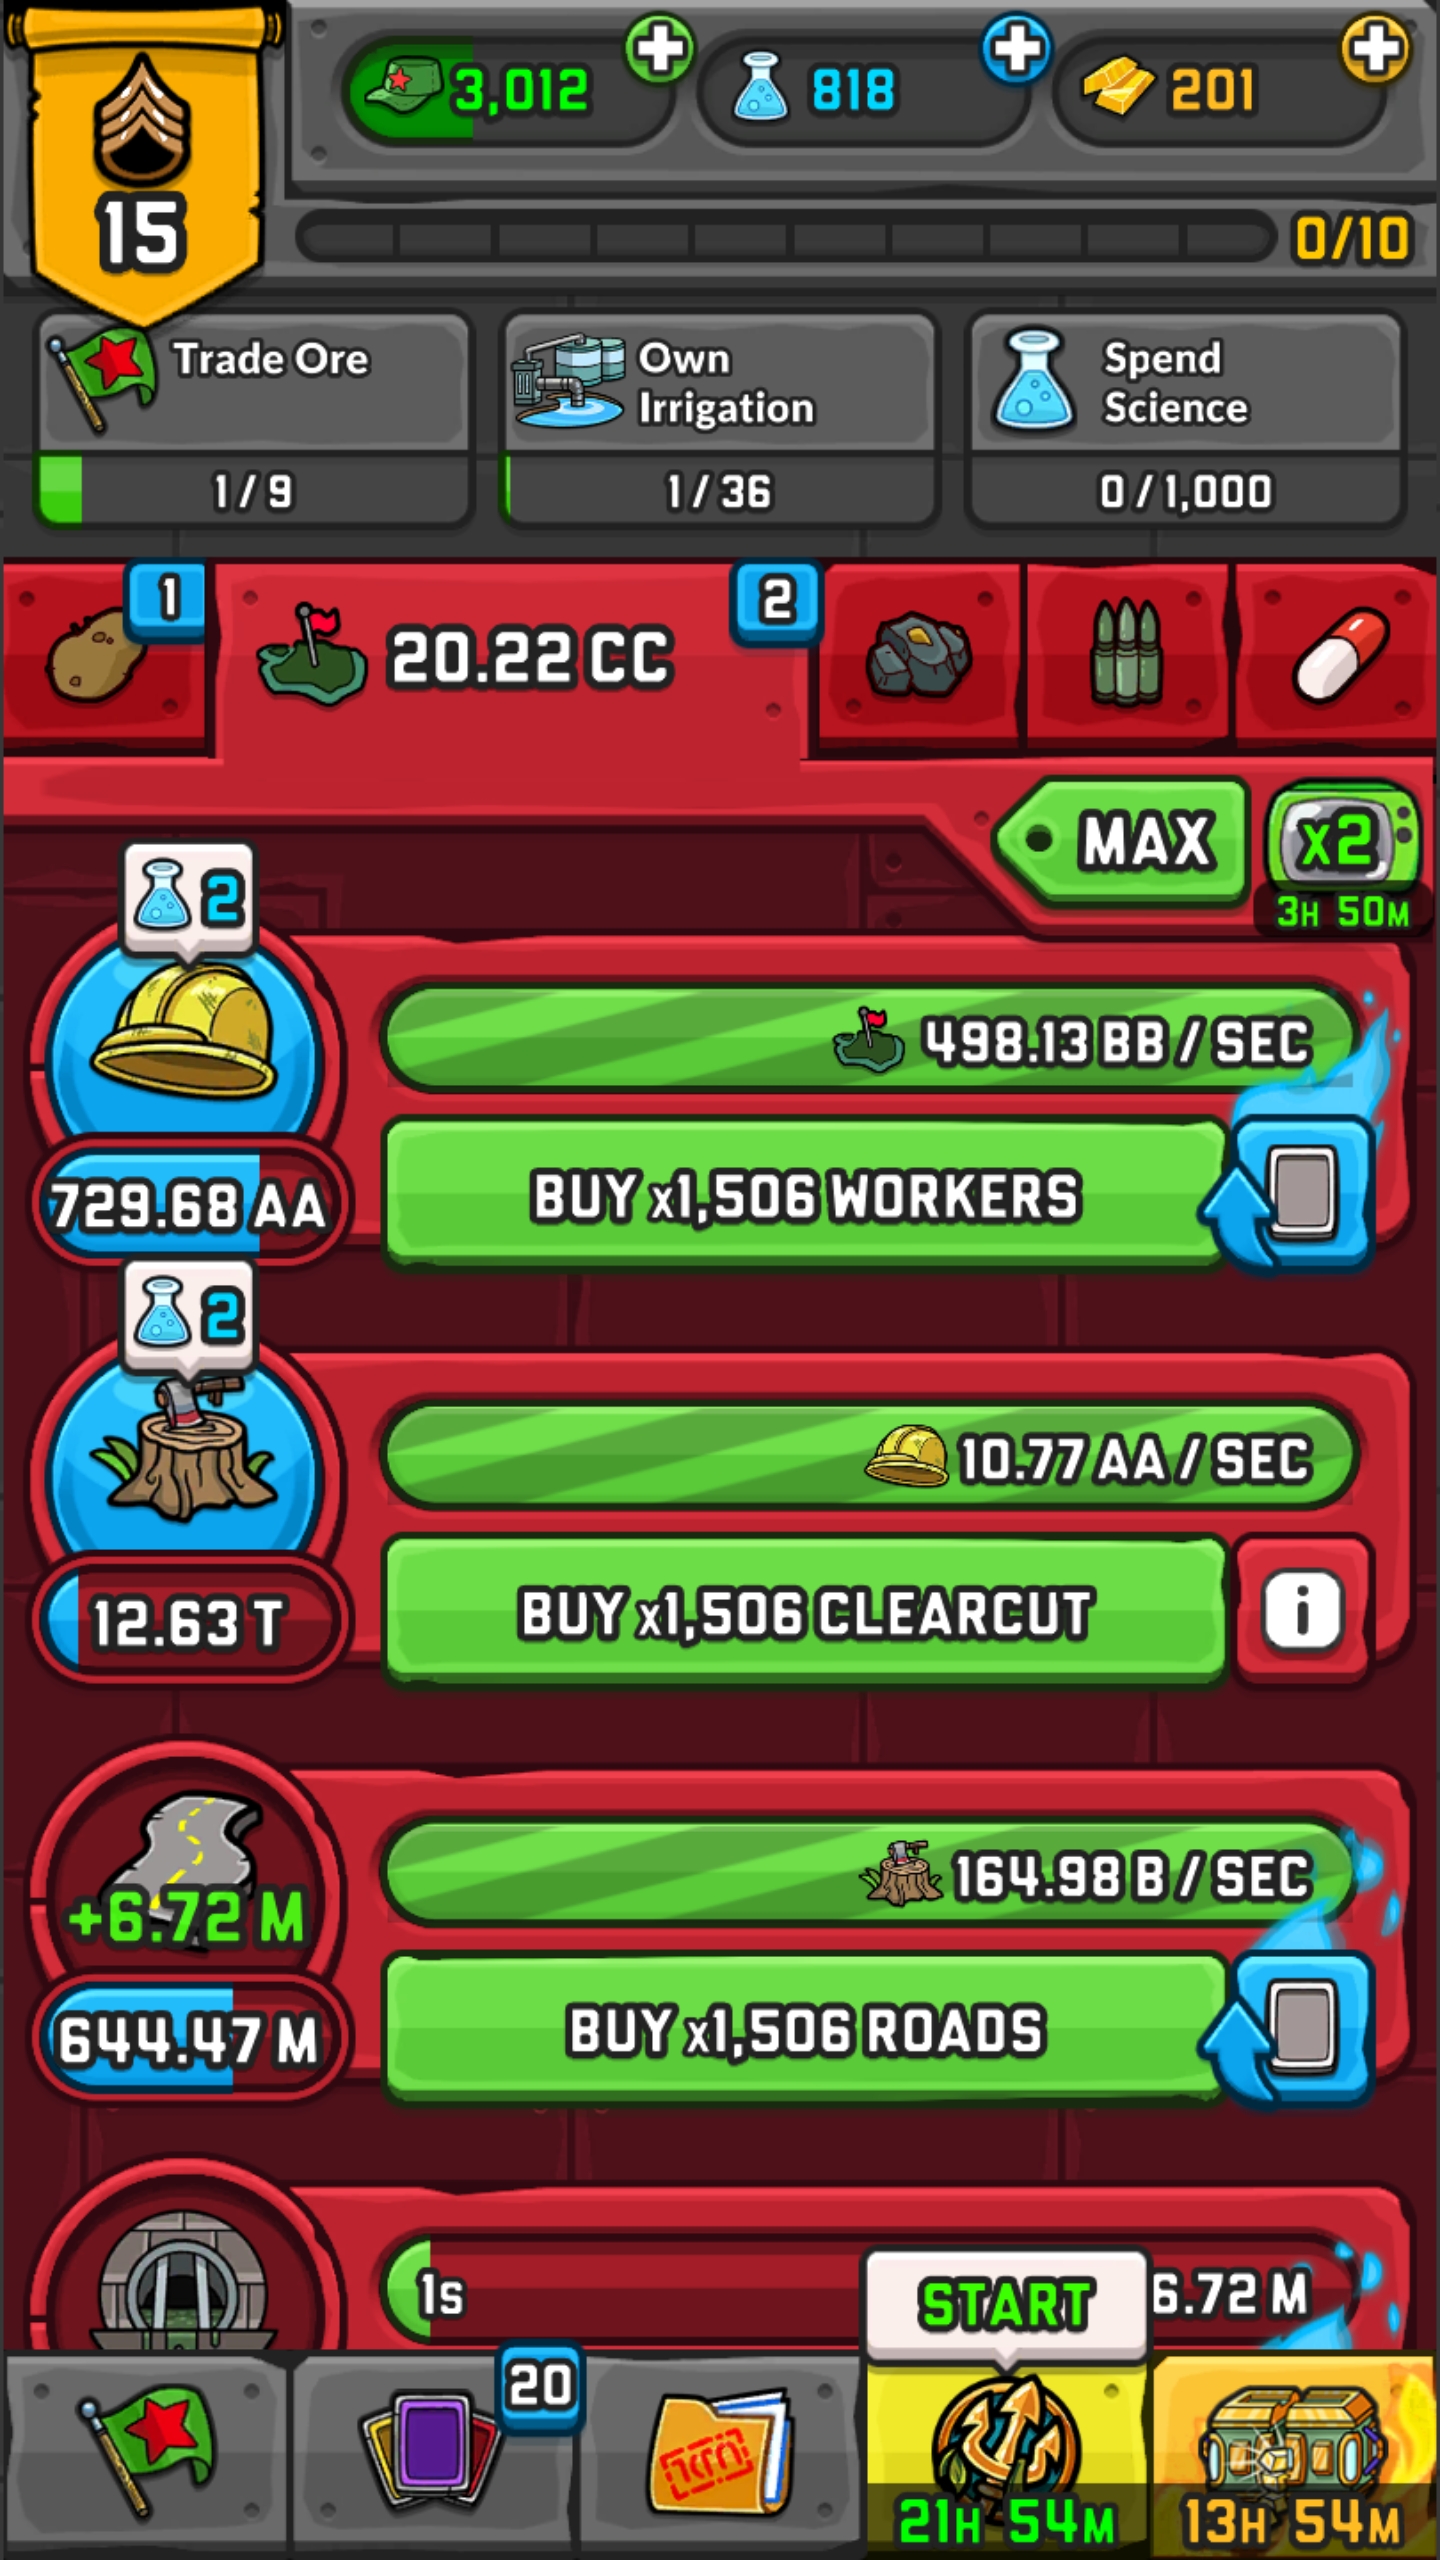 3,012
818
201
15
0/10
Trade Ore
1/9
Own
Irrigation
1/36
Spend
Science
0/1,000
1
20.22 CC
2
MAX
x2
3H 50M
2
498.13 BB / SEC
729.68 AA
BUY x1,506 WORKERS
2
10.77 AA / SEC
12.63 T
BUY x1,506 CLEARCUT
i
+6.72 M
164.98 B / SEC
644.47 M
BUY x1,506 ROADS
1s
6.72 M
START
20
21H 54M
13H 54M